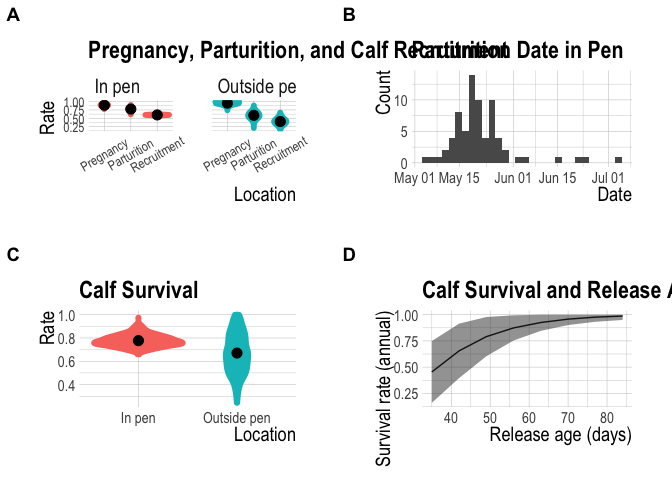 A
Pregnancy, Parturition, and Calf Recruitment
In pen
Outside pe
Rate
1.00
0.75
0.50
0.25
Pregnancy
Parturition
Recruitment
Pregnancy
Parturition
Recruitment
Location
B
Parturition Date in Pen
Count
10
5
0
May 01
May 15
Jun 01
Jun 15
Jul 01
Date
C
Calf Survival
Rate
1.0
0.8
0.6
0.4
In pen
Outside pen
Location
D
Calf Survival and Release A
Survival rate (annual)
1.00
0.75
0.50
0.25
40
50
60
70
80
Release age (days)